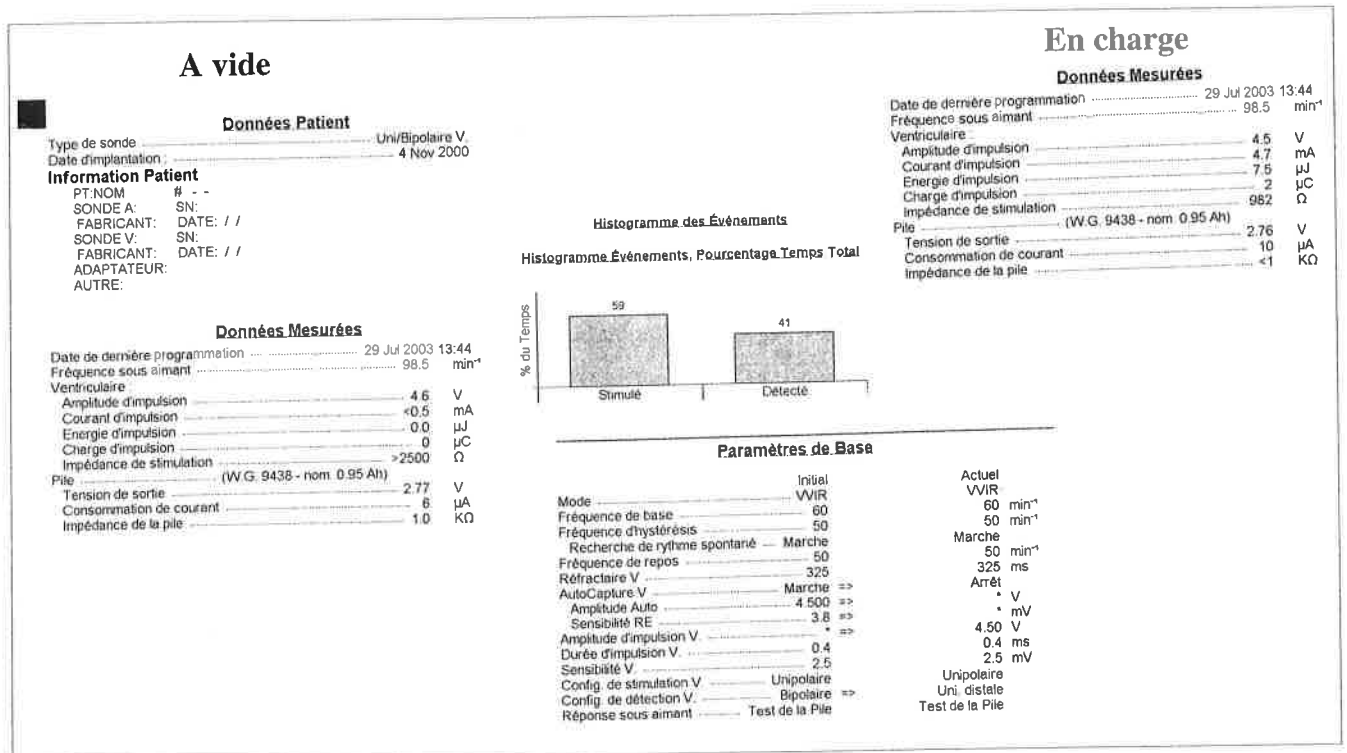 A vide
Données Patient
Type de sonde Uni/Bipolaire V.
Date d'implantation : 4 Nov 2000
Information Patient
PT:NOM # - -
SONDE A: SN:
FABRICANT: DATE: / /
SONDE V: SN:
FABRICANT: DATE: / /
ADAPTATEUR:
AUTRE:
Données Mesurées
Date de dernière programmation 29 Jul 2003 13:44
Fréquence sous aimant 98.5 min-1
Ventriculaire :
Amplitude d'impulsion 4.6 V
Courant d'impulsion <0.5 mA
Energie d'impulsion 0.0 µJ
Charge d'impulsion 0 µC
Impédance de stimulation >2500 Ω
Pile (W.G. 9438 - nom. 0.95 Ah)
Tension de sortie 2.77 V
Consommation de courant 6 µA
Impédance de la pile 1.0 KΩ
Histogramme des Événements
Histogramme Événements, Pourcentage Temps Total
% du Temps
59
41
Stimulé
Détecté
Paramètres de Base
Initial Actuel
Mode VVIR VVIR
Fréquence de base 60 60 min-1
Fréquence d'hystérésis 50 50 min-1
Recherche de rythme spontané Marche Marche
Fréquence de repos 50 50 min-1
Réfractaire V 325 325 ms
AutoCapture V Marche => Arrêt
Amplitude Auto 4.500 => * V
Sensibilité RE 3.8 => * mV
Amplitude d'impulsion V. * => 4.50 V
Durée d'impulsion V. 0.4 0.4 ms
Sensibilité V. 2.5 2.5 mV
Config. de stimulation V. Unipolaire Unipolaire
Config. de détection V. Bipolaire => Uni. distale
Réponse sous aimant Test de la Pile Test de la Pile
En charge
Données Mesurées
Date de dernière programmation 29 Jul 2003 13:44
Fréquence sous aimant 98.5 min-1
Ventriculaire :
Amplitude d'impulsion 4.5 V
Courant d'impulsion 4.7 mA
Energie d'impulsion 7.5 µJ
Charge d'impulsion 2 µC
Impédance de stimulation 982 Ω
Pile (W.G. 9438 - nom. 0.95 Ah)
Tension de sortie 2.76 V
Consommation de courant 10 µA
Impédance de la pile <1 KΩ